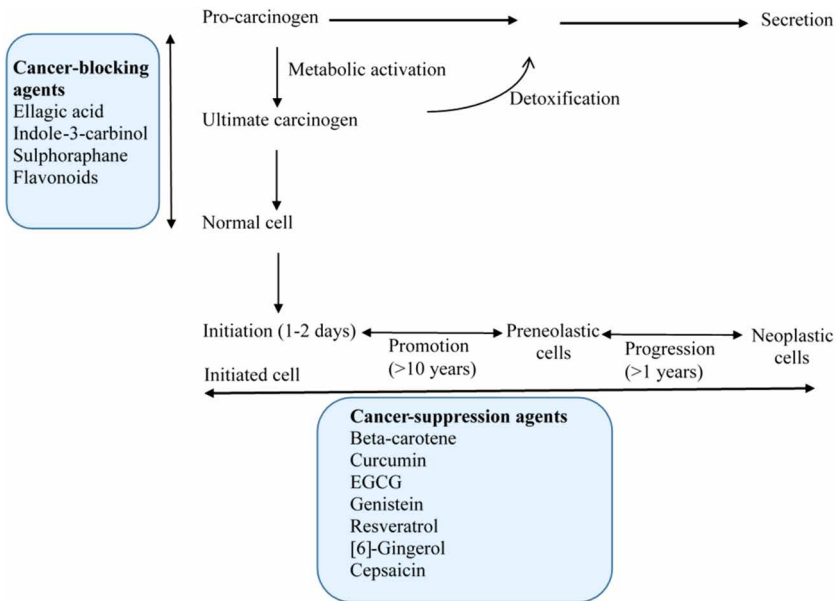 Pro-carcinogen
Secretion
Cancer-blocking
agents
Ellagic acid
Indole-3-carbinol
Sulphoraphane
Flavonoids
Metabolic activation
Detoxification
Ultimate carcinogen
Normal cell
Initiation (1-2 days)
Promotion
(>10 years)
Preneolastic
cells
Progression
(>1 years)
Neoplastic
cells
Initiated cell
Cancer-suppression agents
Beta-carotene
Curcumin
EGCG
Genistein
Resveratrol
[6]-Gingerol
Cepsaicin